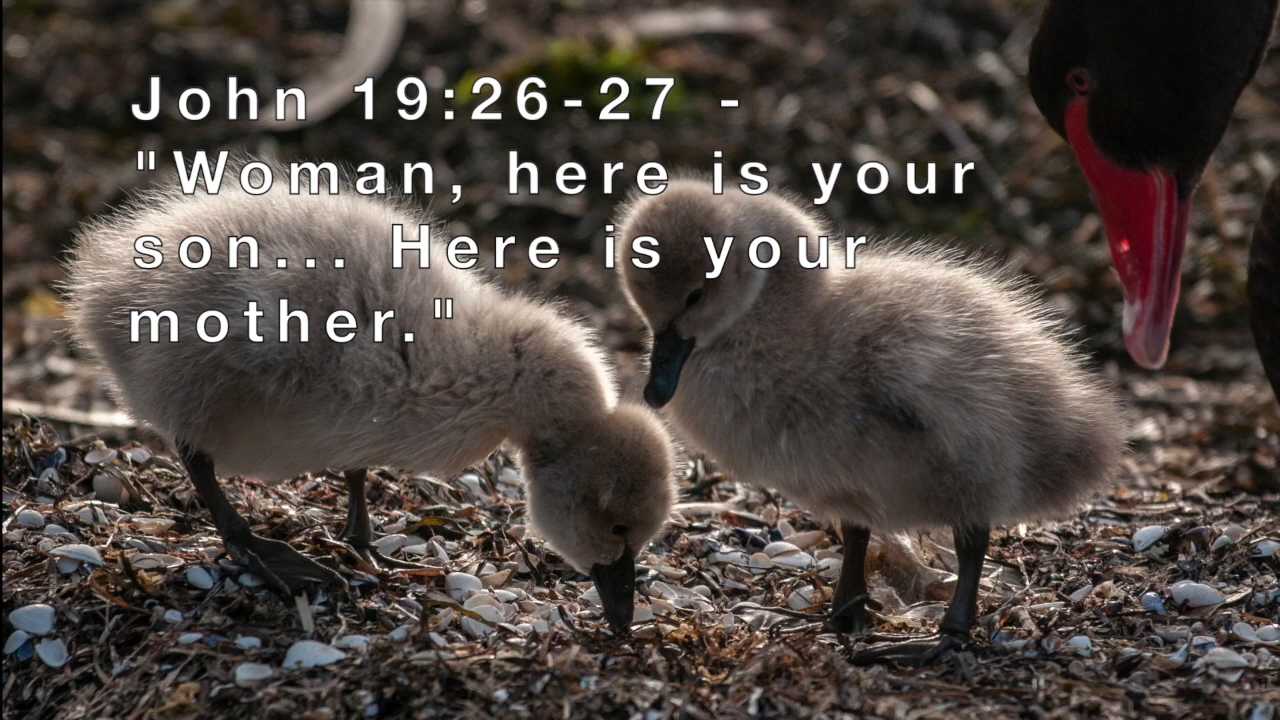 John 19:26-27 -
"Woman, here is your
son... Here is your
mother."